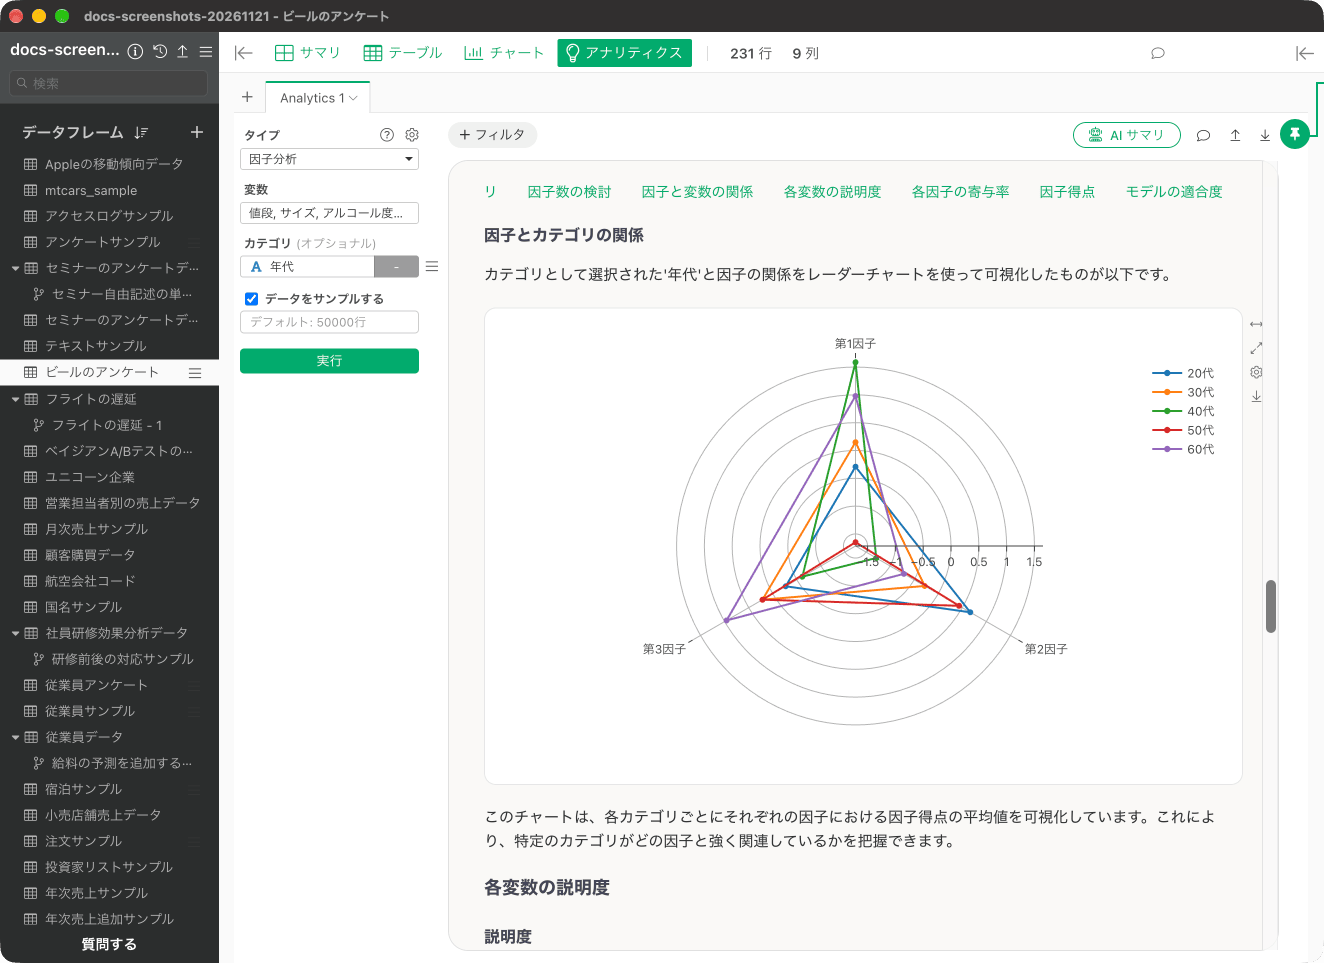 docs-screenshots-20261121 - ビールのアンケート
docs-screen...
検索
データフレーム
Appleの移動傾向データ
mtcars_sample
アクセスログサンプル
アンケートサンプル
セミナーのアンケートデ...
セミナー自由記述の単...
セミナーのアンケートデ...
テキストサンプル
ビールのアンケート
フライトの遅延
フライトの遅延 - 1
ベイジアンA/Bテストの...
ユニコーン企業
営業担当者別の売上データ
月次売上サンプル
顧客購買データ
航空会社コード
国名サンプル
社員研修効果分析データ
研修前後の対応サンプル
従業員アンケート
従業員サンプル
従業員データ
給料の予測を追加する...
宿泊サンプル
小売店舗売上データ
注文サンプル
投資家リストサンプル
年次売上サンプル
年次売上追加サンプル
質問する
サマリ
テーブル
チャート
アナリティクス
231 行
9 列
Analytics 1
タイプ
因子分析
変数
値段, サイズ, アルコール度...
カテゴリ (オプショナル)
A 年代
-
データをサンプルする
デフォルト: 50000行
実行
+ フィルタ
AI サマリ
リ 因子数の検討 因子と変数の関係 各変数の説明度 各因子の寄与率 因子得点 モデルの適合度
因子とカテゴリの関係
カテゴリとして選択された'年代'と因子の関係をレーダーチャートを使って可視化したものが以下です。
第1因子
20代
30代
40代
50代
60代
−1.5 −1 −0.5 0 0.5 1 1.5
第3因子
第2因子
このチャートは、各カテゴリごとにそれぞれの因子における因子得点の平均値を可視化しています。これによ
り、特定のカテゴリがどの因子と強く関連しているかを把握できます。
各変数の説明度
説明度